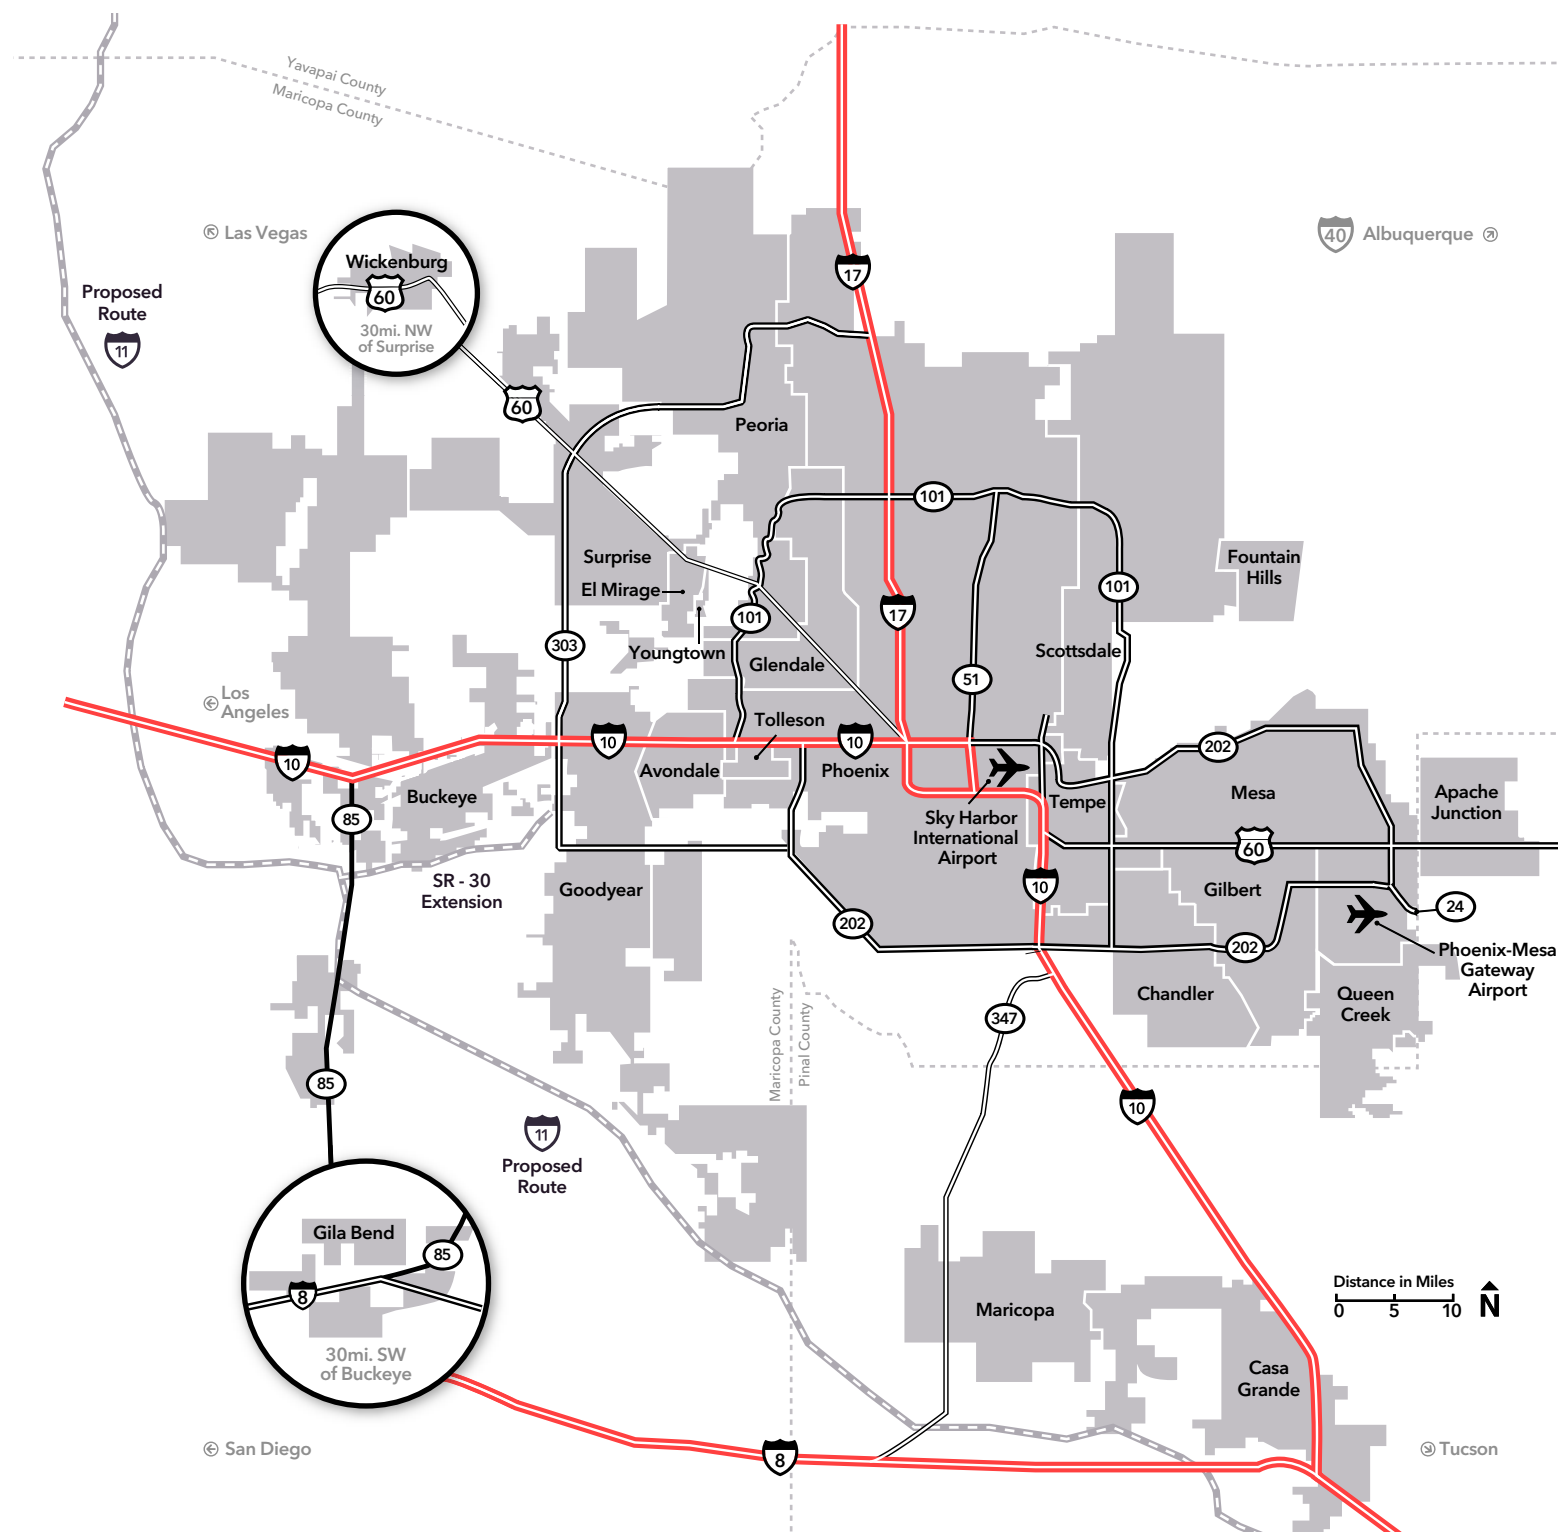 Yavapai County
Maricopa County
Las Vegas
40
Albuquerque
Wickenburg
60
30mi. NW
of Surprise
17
Proposed
Route
11
60
Peoria
101
Surprise
El Mirage
Fountain
Hills
101
101
17
303
Youngtown
Glendale
Scottsdale
51
Los
Angeles
Tolleson
10
10
10
202
Avondale
Phoenix
Buckeye
85
Sky Harbor
International
Airport
Tempe
Mesa
Apache
Junction
60
SR - 30
Extension
Goodyear
10
Gilbert
24
202
202
Phoenix-Mesa
Gateway
Airport
Chandler
Queen
Creek
347
Maricopa County
Pinal County
85
10
11
Proposed
Route
Gila Bend
85
8
30mi. SW
of Buckeye
Maricopa
Distance in Miles
0 5 10
N
Casa
Grande
San Diego
8
Tucson